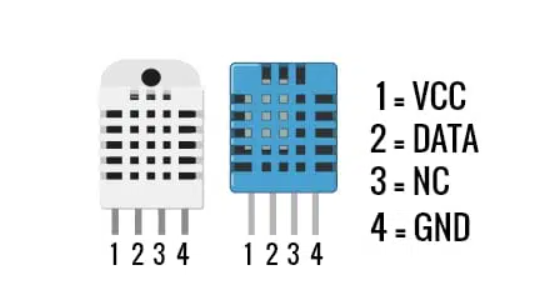 1 = VCC
2 = DATA
3 = NC
4 = GND
1 2 3 4
1 2 3 4